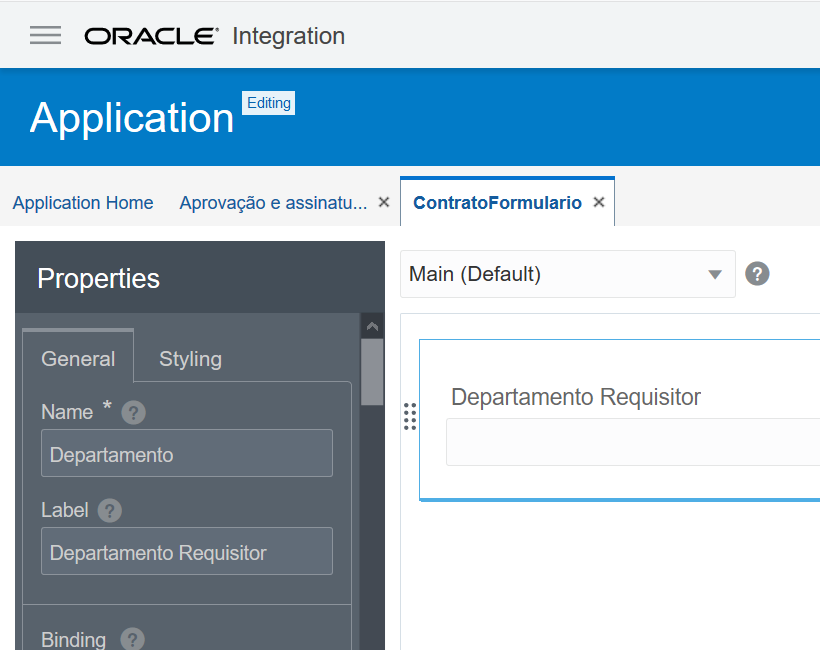 ORACLE® Integration
Application Editing
Application Home Aprovação e assinatu... × ContratoFormulario ×
Properties
Main (Default) ?
General Styling
Name * ?
Departamento
Label ?
Departamento Requisitor
Binding ?
Departamento Requisitor